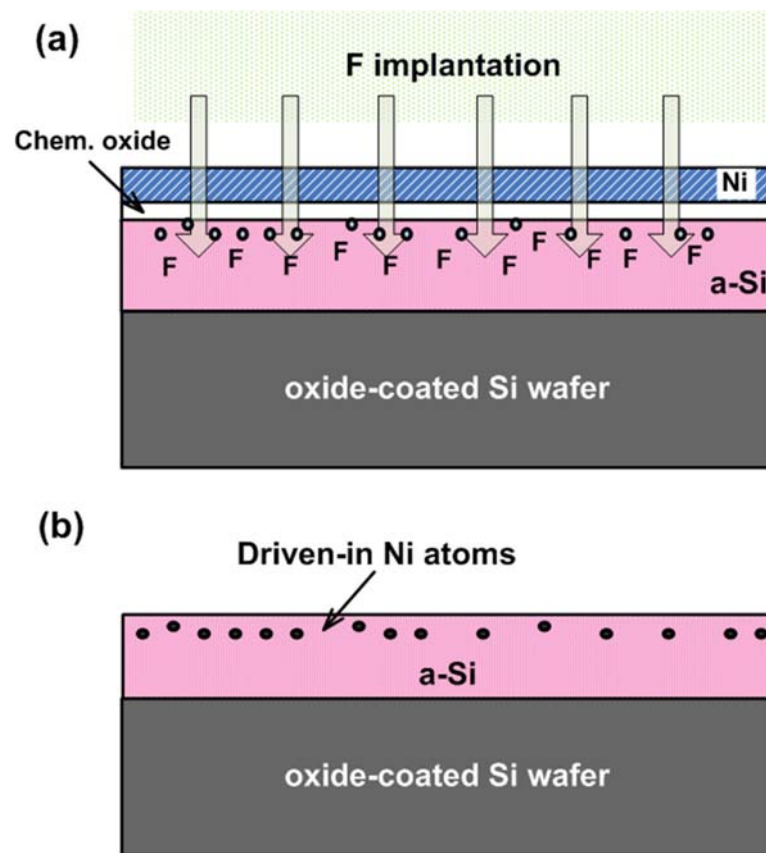 (a)
F implantation
Chem. oxide
Ni
F F F F F F F F F F F
a-Si
oxide-coated Si wafer
(b)
Driven-in Ni atoms
a-Si
oxide-coated Si wafer